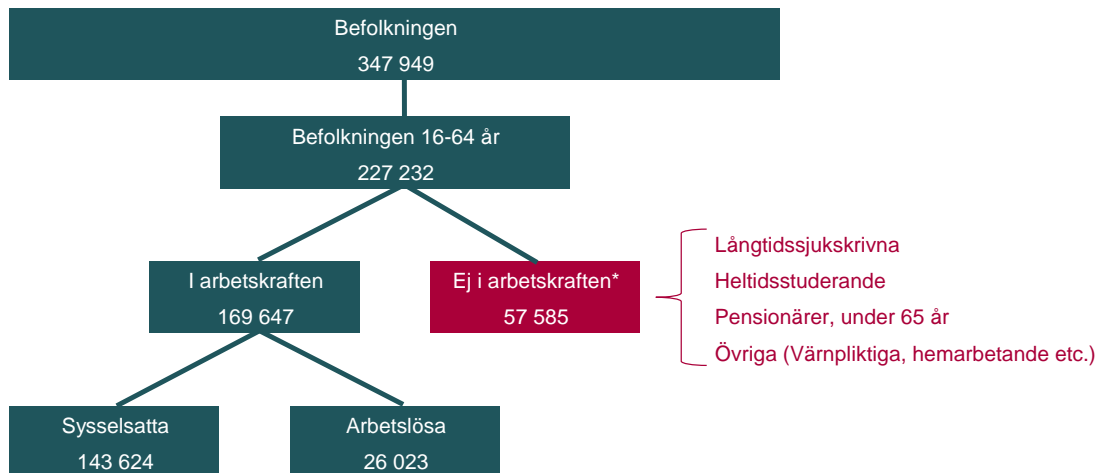 Befolkningen
347 949
Befolkningen 16-64 år
227 232
I arbetskraften
169 647
Ej i arbetskraften*
57 585
Långtidssjukskrivna
Heltidsstuderande
Pensionärer, under 65 år
Övriga (Värnpliktiga, hemarbetande etc.)
Sysselsatta
143 624
Arbetslösa
26 023